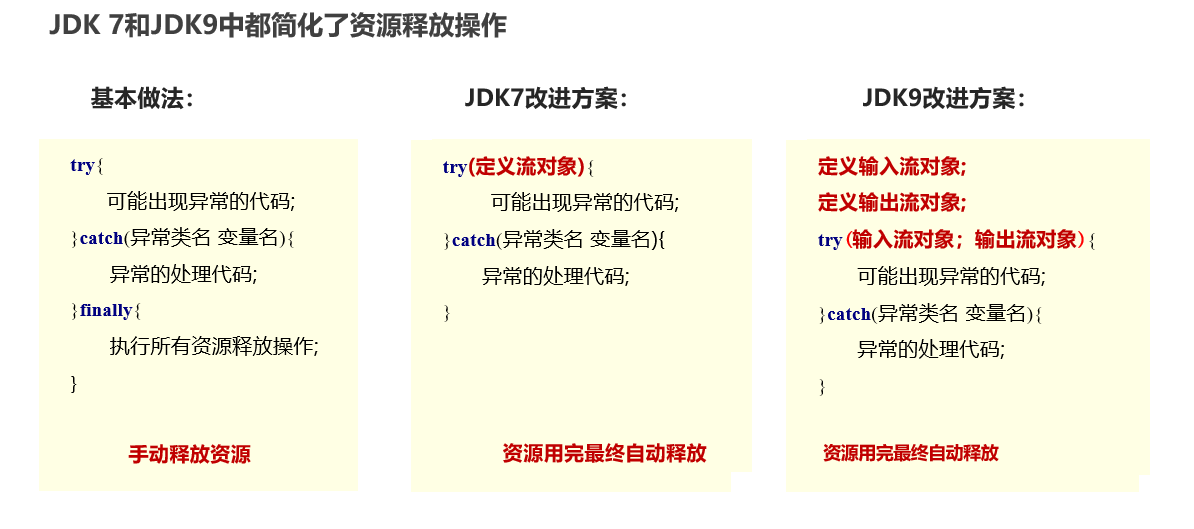 JDK 7和JDK9中都简化了资源释放操作
基本做法：
try{
可能出现异常的代码;
}catch(异常类名 变量名){
异常的处理代码;
}finally{
执行所有资源释放操作;
}
手动释放资源
JDK7改进方案：
try(定义流对象){
可能出现异常的代码;
}catch(异常类名 变量名){
异常的处理代码;
}
资源用完最终自动释放
JDK9改进方案：
定义输入流对象;
定义输出流对象;
try(输入流对象；输出流对象){
可能出现异常的代码;
}catch(异常类名 变量名){
异常的处理代码;
}
资源用完最终自动释放